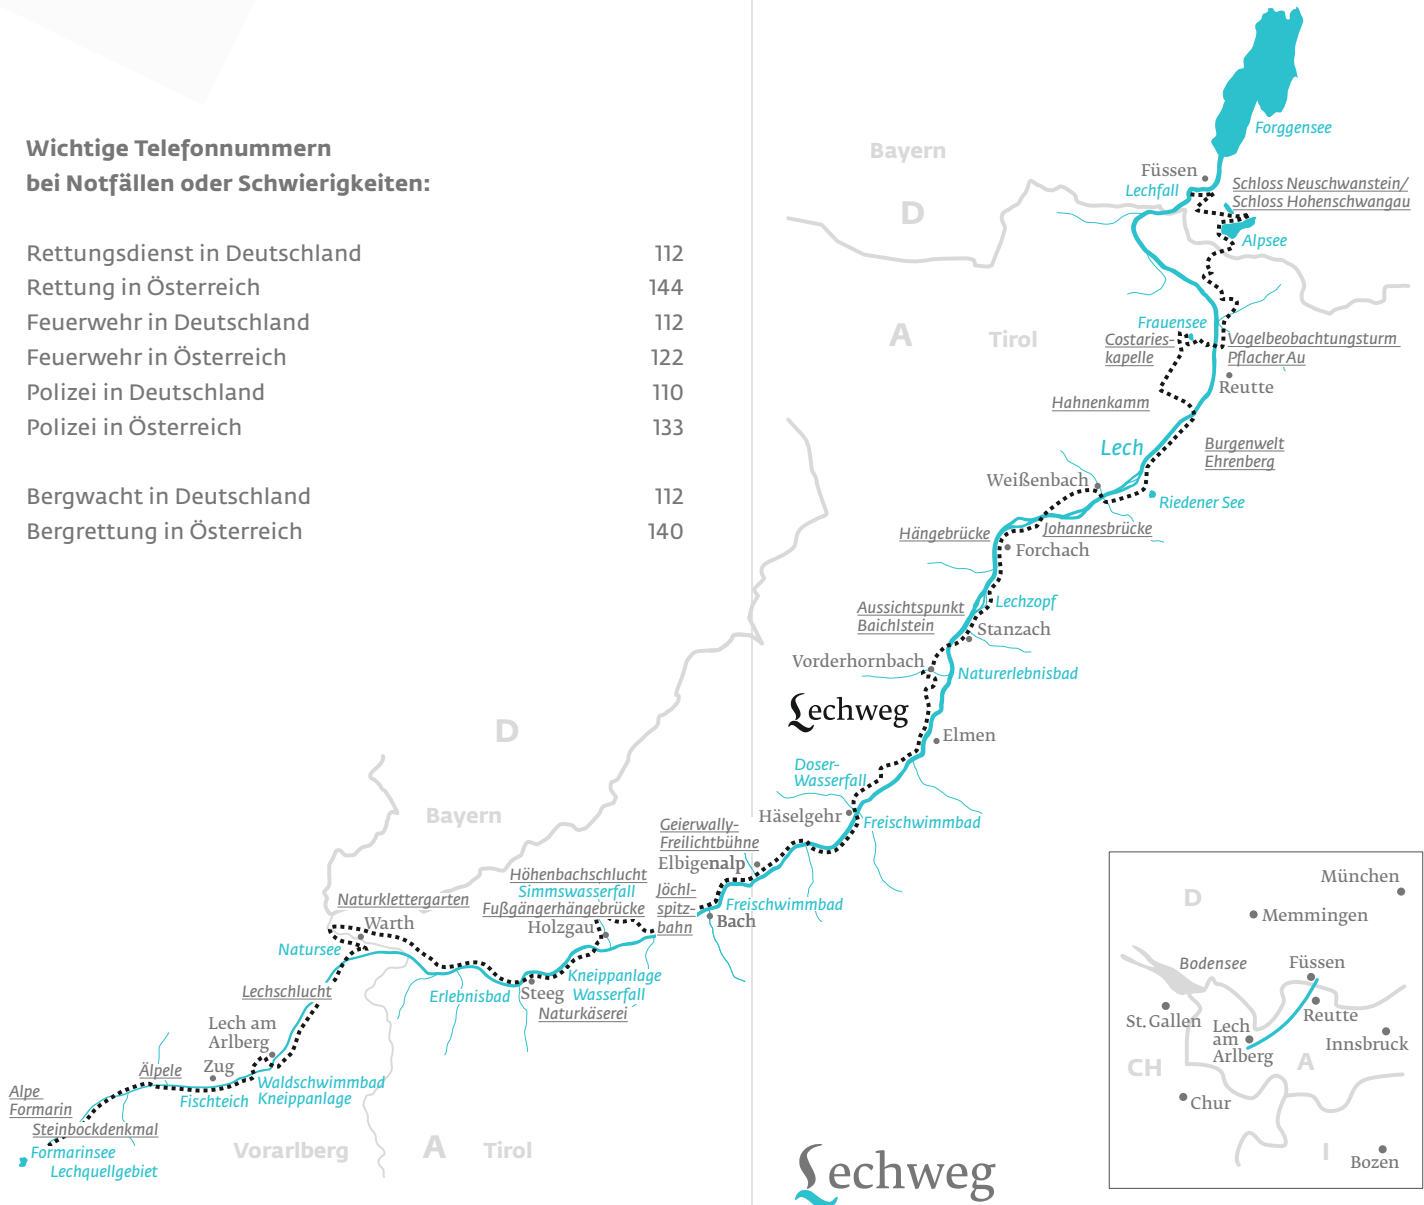 Wichtige Telefonnummern
bei Notfällen oder Schwierigkeiten:
Rettungsdienst in Deutschland 112
Rettung in Österreich 144
Feuerwehr in Deutschland 112
Feuerwehr in Österreich 122
Polizei in Deutschland 110
Polizei in Österreich 133
Bergwacht in Deutschland 112
Bergrettung in Österreich 140
Forggensee
Bayern
Füssen
Lechfall
Schloss Neuschwanstein/
Schloss Hohenschwangau
D
Alpsee
A
Tirol
Frauensee
Costaries-
kapelle
Vogelbeobachtungsturm
Pflacher Au
Reutte
Hahnenkamm
Lech
Burgenwelt
Ehrenberg
Weißenbach
Riedener See
Hängebrücke
Johannesbrücke
Forchach
Lechzopf
Aussichtspunkt
Baichlstein
Stanzach
Vorderhornbach
Naturerlebnisbad
Lechweg
Elmen
D
Doser-
Wasserfall
Bayern
Häselgehr
Freischwimmbad
Geierwally-
Freilichtbühne
Elbigenalp
Höhenbachschlucht
Simmswasserfall
Jöchl-
spitz-
bahn
Fußgängerhängebrücke
Holzgau
Freischwimmbad
Bach
Naturklettergarten
Warth
Natursee
Kneippanlage
Wasserfall
Erlebnisbad
Steeg
Naturkäserei
Lechschlucht
Lech am
Arlberg
Zug
Älpele
Waldschwimmbad
Kneippanlage
Fischteich
Alpe
Formarin
Steinbockdenkmal
Formarinsee
Lechquellgebiet
Vorarlberg
A
Tirol
Lechweg
München
D
Memmingen
Bodensee
Füssen
St. Gallen
Reutte
Lech
am
Arlberg
Innsbruck
CH
A
Chur
I
Bozen